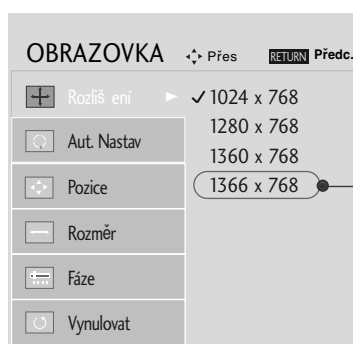 OBRAZOVKA Přes RETURN Předc.
Rozliš ení ✓ 1024 x 768
1280 x 768
Aut. Nastav
1360 x 768
Pozice 1366 x 768
Rozměr
Fáze
Vynulovat